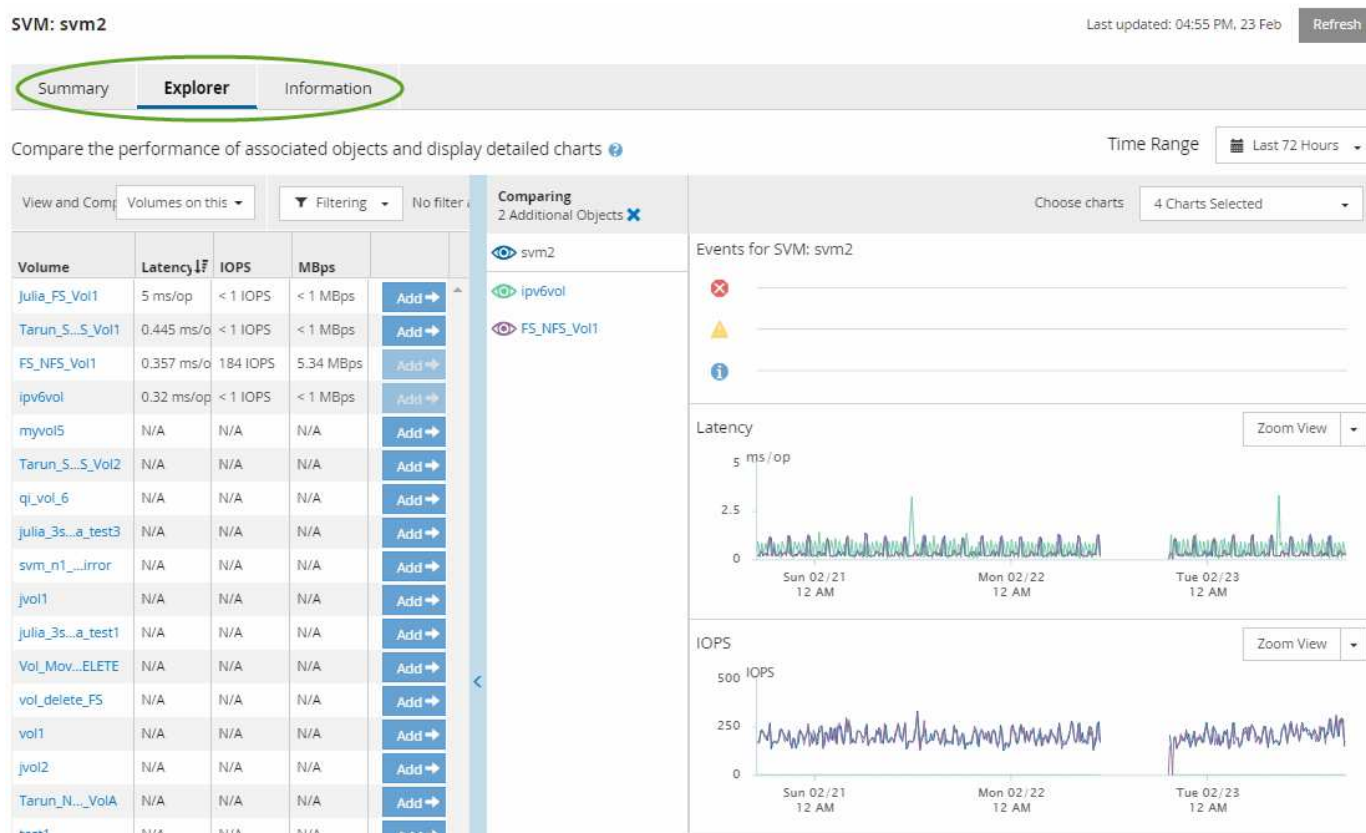 SVM: svm2
Last updated: 04:55 PM, 23 Feb Refresh
Summary Explorer Information
Compare the performance of associated objects and display detailed charts ?
Time Range Last 72 Hours
View and Comp Volumes on this Filtering No filter
Volume Latency IOPS MBps
Julia_FS_Vol1 5 ms/op < 1 IOPS < 1 MBps Add
Tarun_S...S_Vol1 0.445 ms/o < 1 IOPS < 1 MBps Add
FS_NFS_Vol1 0.357 ms/o 184 IOPS 5.34 MBps Add
ipv6vol 0.32 ms/op < 1 IOPS < 1 MBps Add
myvol5 N/A N/A N/A Add
Tarun_S...S_Vol2 N/A N/A N/A Add
qi_vol_6 N/A N/A N/A Add
julia_3s...a_test3 N/A N/A N/A Add
svm_n1_...irror N/A N/A N/A Add
jvol1 N/A N/A N/A Add
julia_3s...a_test1 N/A N/A N/A Add
Vol_Mov...ELETE N/A N/A N/A Add
vol_delete_FS N/A N/A N/A Add
vol1 N/A N/A N/A Add
jvol2 N/A N/A N/A Add
Tarun_N..._VolA N/A N/A N/A Add
Comparing
2 Additional Objects
svm2
ipv6vol
FS_NFS_Vol1
Choose charts 4 Charts Selected
Events for SVM: svm2
Latency Zoom View
5 ms/op
2.5
0
Sun 02/21 Mon 02/22 Tue 02/23
12 AM 12 AM 12 AM
IOPS Zoom View
500 IOPS
250
0
Sun 02/21 Mon 02/22 Tue 02/23
12 AM 12 AM 12 AM